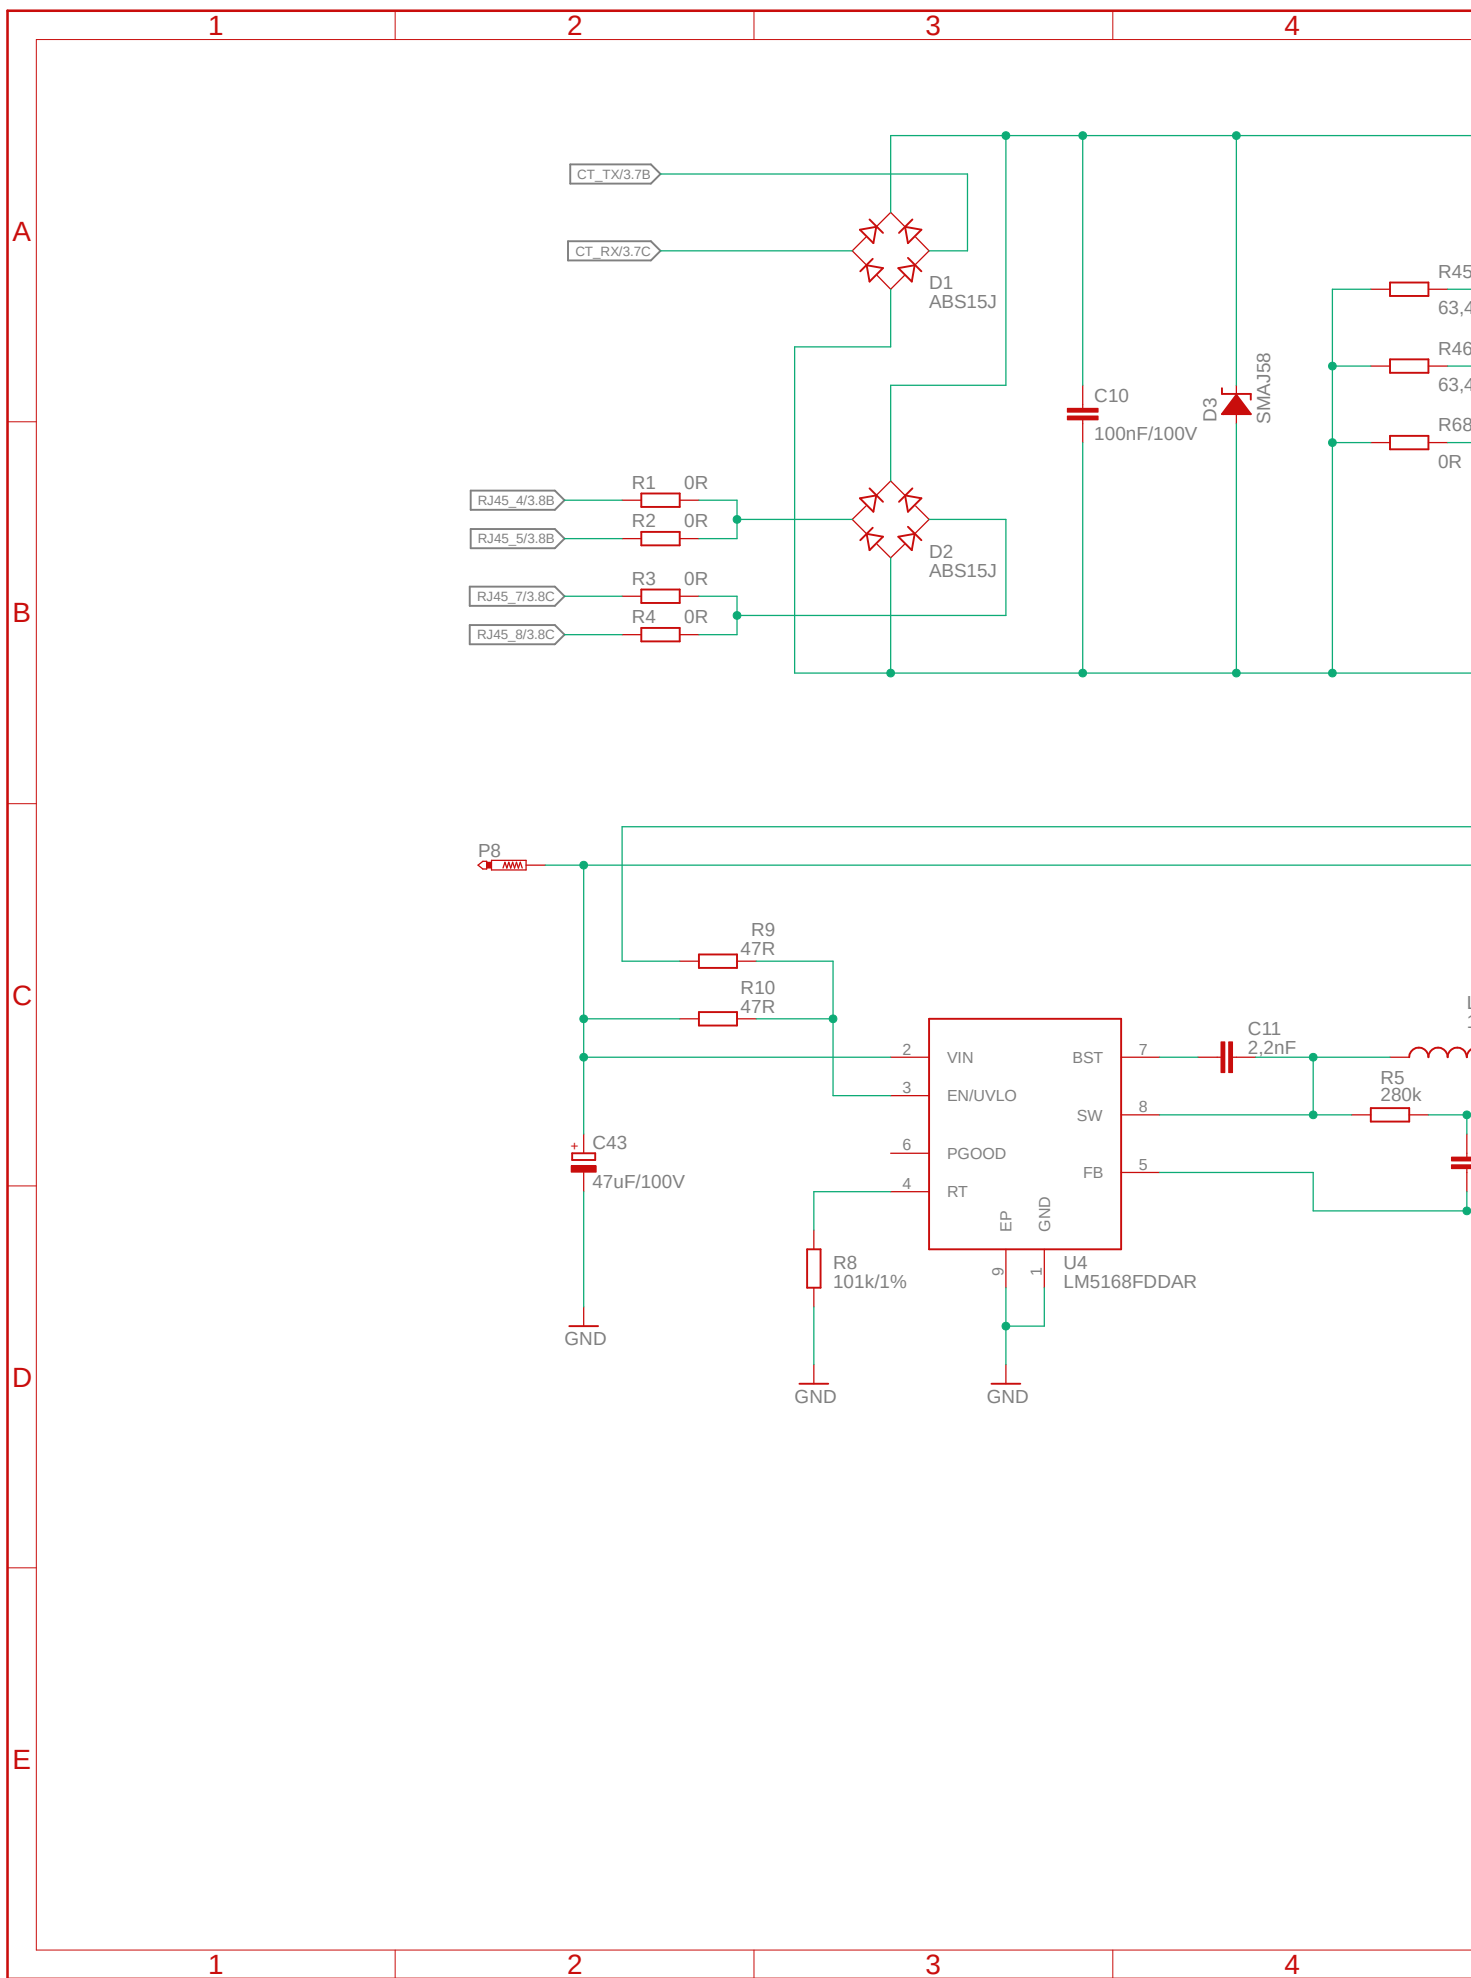 1 2 3 4
CT_TX/3.7B
A
CT_RX/3.7C
D1
ABS15J
R45
63,4
R46
63,4
R68
0R
D3
SMAJ58
C10
100nF/100V
RJ45_4/3.8B
R1 0R
RJ45_5/3.8B
R2 0R
D2
ABS15J
B
RJ45_7/3.8C
R3 0R
RJ45_8/3.8C
R4 0R
P8
R9
47R
C
R10
47R
2 VIN
3 EN/UVLO
6 PGOOD
4 RT
BST 7
SW 8
FB 5
EP
GND
9
1
U4
LM5168FDDAR
C11
2,2nF
R5
280k
C43
+
47uF/100V
R8
101k/1%
GND
GND
GND
D
E
1 2 3 4